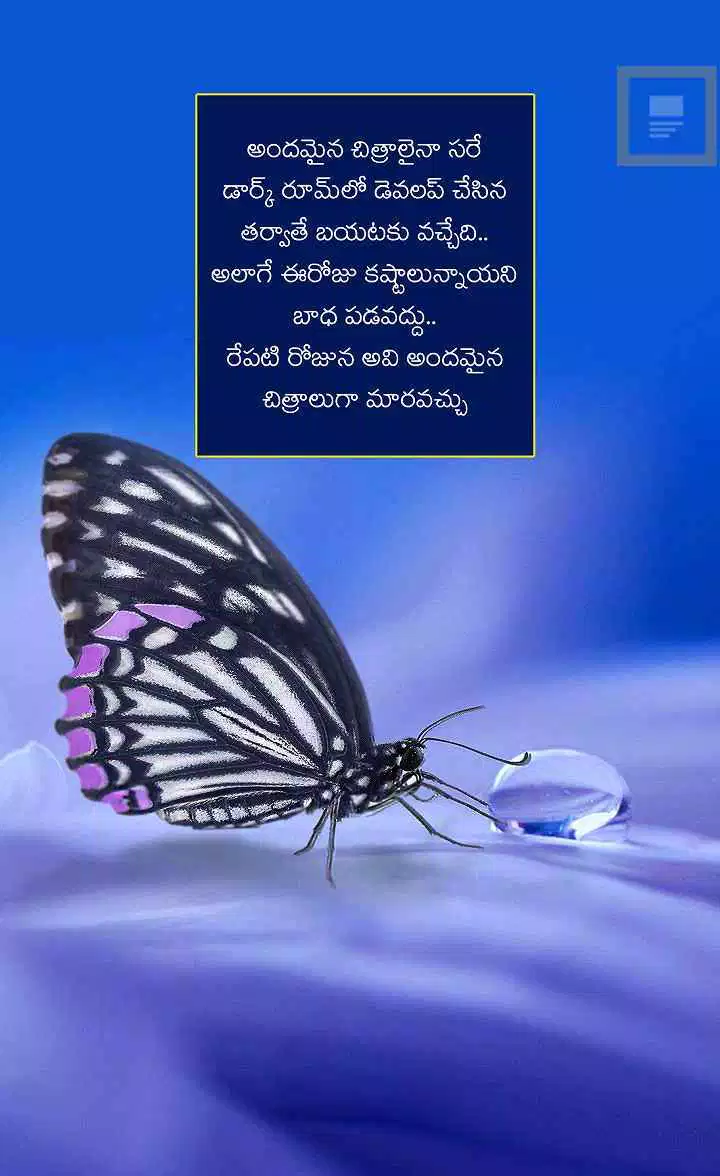 అందమైన చిత్రాలైనా సరే
డార్క్ రూమ్‌లో డెవలప్ చేసిన
తర్వాతే బయటకు వచ్చేది..
అలాగే ఈరోజు కష్టాలున్నాయని
బాధ పడవద్దు..
రేపటి రోజున అవి అందమైన
చిత్రాలుగా మారవచ్చు